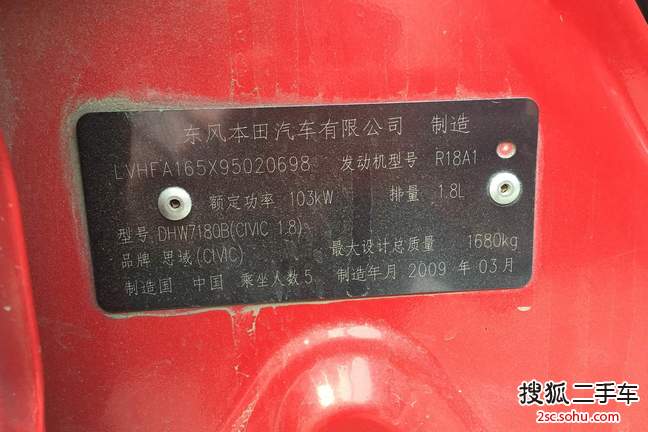 东风本田汽车有限公司 制造
LVHFA165X95020698 发动机型号 R18A1
额定功率 103kW 排量 1.8L
型号 DHW7180B(CIVIC 1.8)
品牌 思域(CIVIC) 最大设计总质量 1680kg
制造国 中国 乘坐人数 5 制造年月 2009 年 03 月
搜狐二手车
2sc.sohu.com